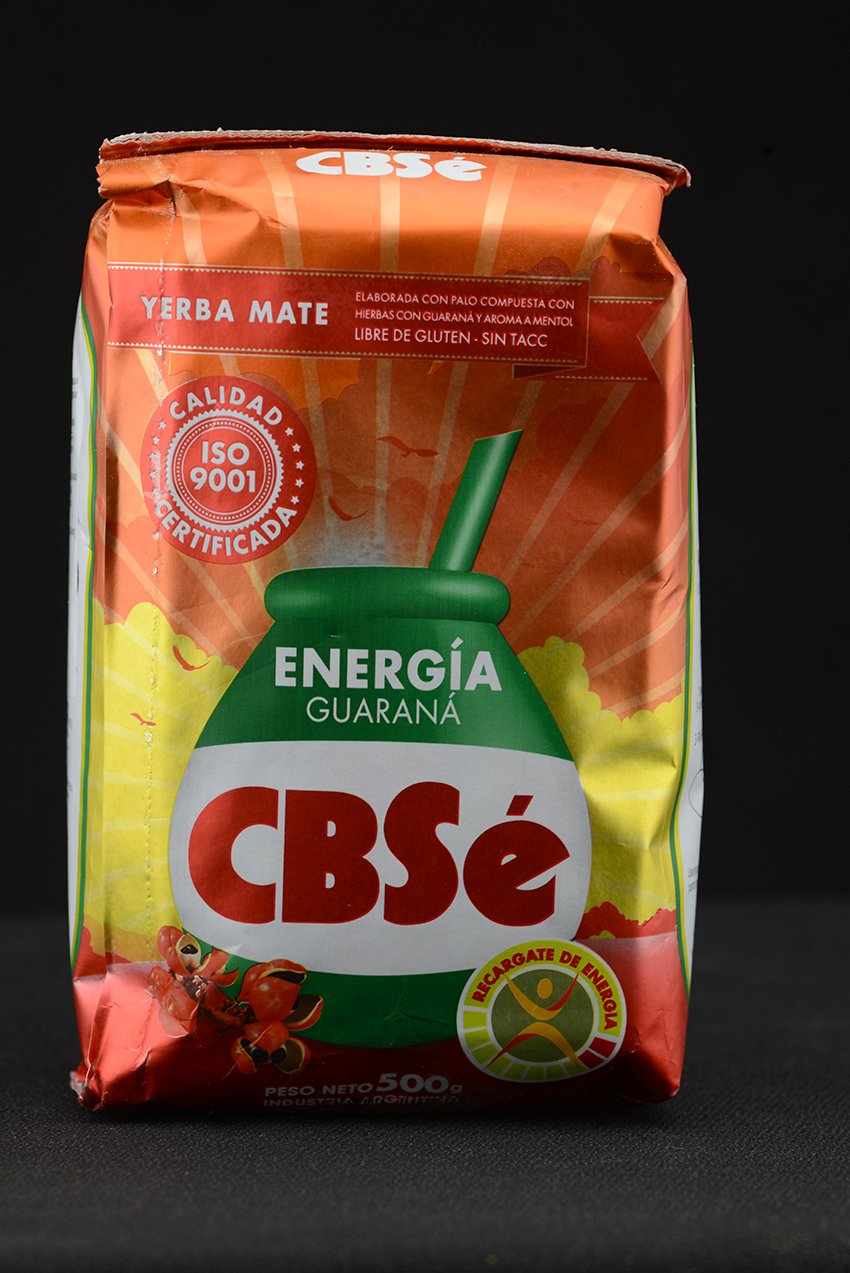 CBSé
YERBA MATE
ELABORADA CON PALO COMPUESTA CON
HIERBAS CON GUARANÁ Y AROMA A MENTOL
LIBRE DE GLUTEN - SIN TACC
CALIDAD
ISO
9001
CERTIFICADA
ENERGÍA
GUARANÁ
CBSé
RECARGATE DE ENERGÍA
PESO NETO 500g
INDUSTRIA ARGENTINA